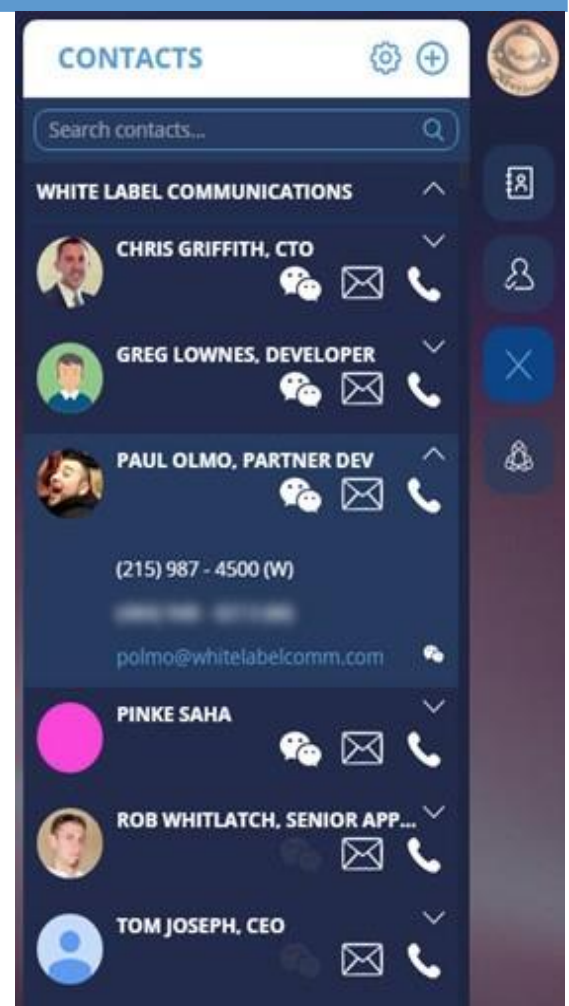 CONTACTS
Search contacts...
WHITE LABEL COMMUNICATIONS
CHRIS GRIFFITH, CTO
GREG LOWNES, DEVELOPER
PAUL OLMO, PARTNER DEV
(215) 987 - 4500 (W)
polmo@whitelabelcomm.com
PINKE SAHA
ROB WHITLATCH, SENIOR APP...
TOM JOSEPH, CEO